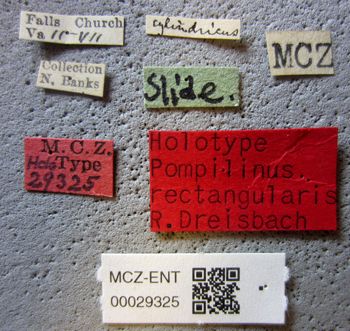 Falls Church
Va IC-VII
cylindricus
MCZ
Collection
N. Banks
Slide.
M.C.Z.
Holo Type
29325
Holotype
Pompilinus
rectangularis
R. Dreisbach
MCZ-ENT
00029325